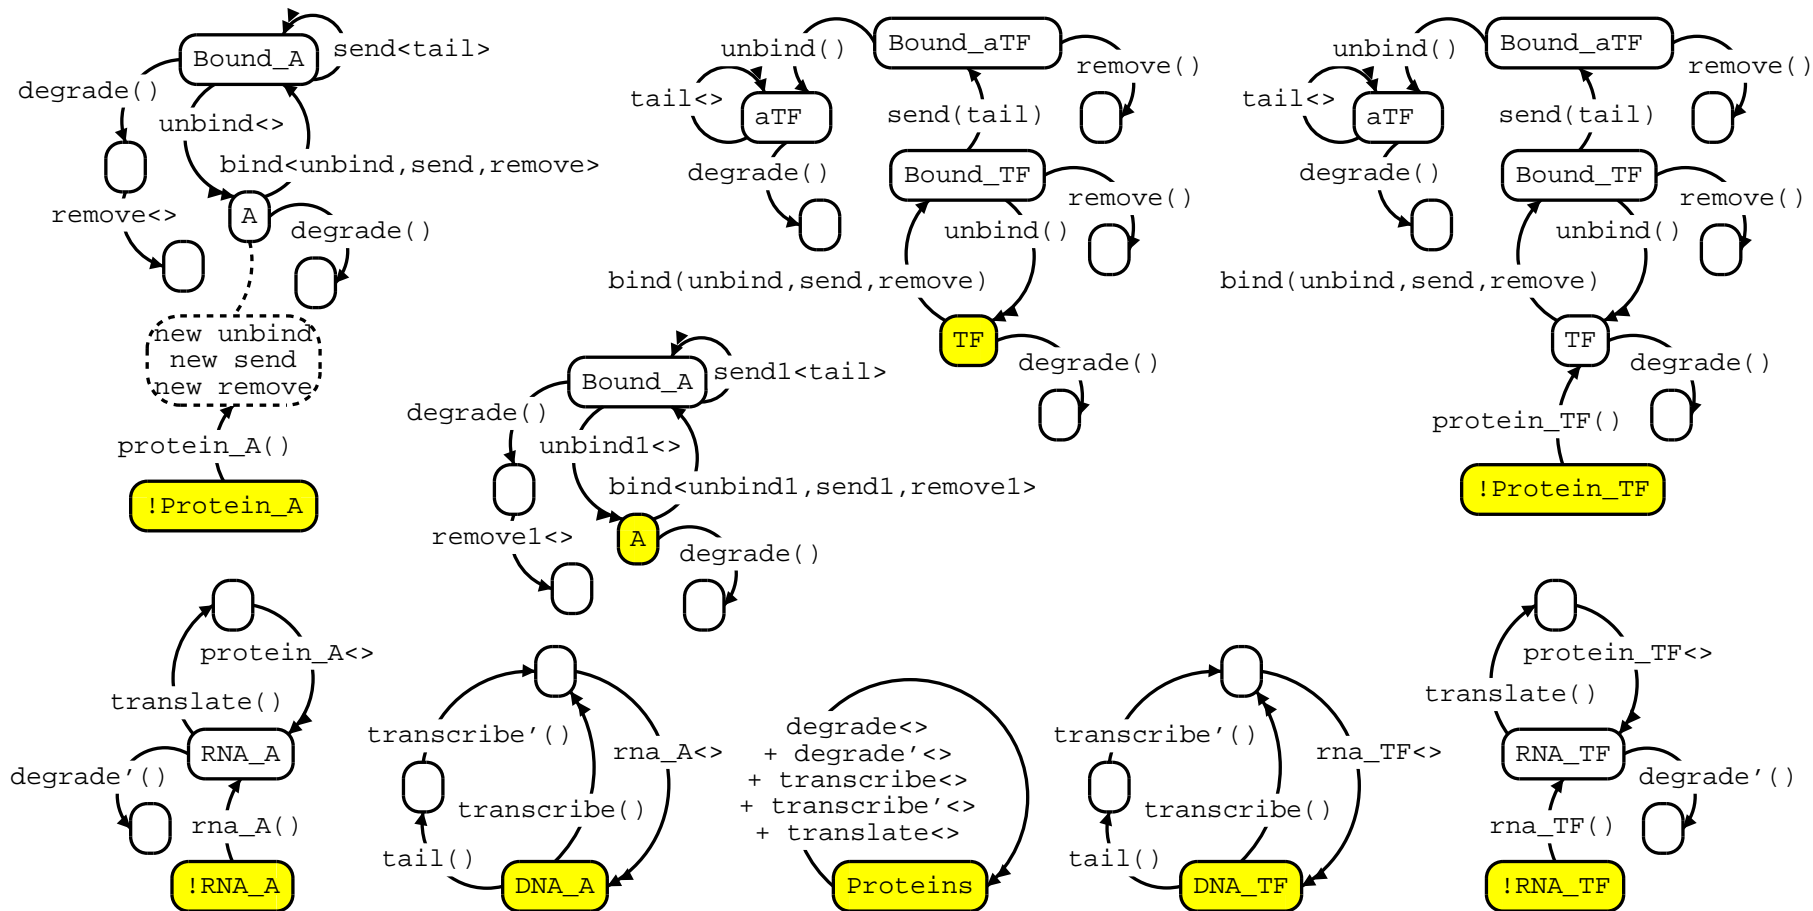 Bound_A
send<tail>
degrade()
unbind<>
bind<unbind,send,remove>
remove<>
A
degrade()
new unbind
new send
new remove
protein_A()
!Protein_A
unbind()
Bound_aTF
remove()
tail<>
aTF
send(tail)
degrade()
Bound_TF
remove()
unbind()
bind(unbind,send,remove)
TF
degrade()
unbind()
Bound_aTF
remove()
tail<>
aTF
send(tail)
degrade()
Bound_TF
remove()
unbind()
bind(unbind,send,remove)
TF
degrade()
protein_TF()
!Protein_TF
Bound_A
send1<tail>
degrade()
unbind1<>
bind<unbind1,send1,remove1>
remove1<>
A
degrade()
protein_A<>
translate()
RNA_A
degrade'()
rna_A()
!RNA_A
transcribe'()
rna_A<>
transcribe()
tail()
DNA_A
degrade<>
+ degrade'<>
+ transcribe<>
+ transcribe'<>
+ translate<>
Proteins
transcribe'()
rna_TF<>
transcribe()
tail()
DNA_TF
protein_TF<>
translate()
RNA_TF
degrade'()
rna_TF()
!RNA_TF